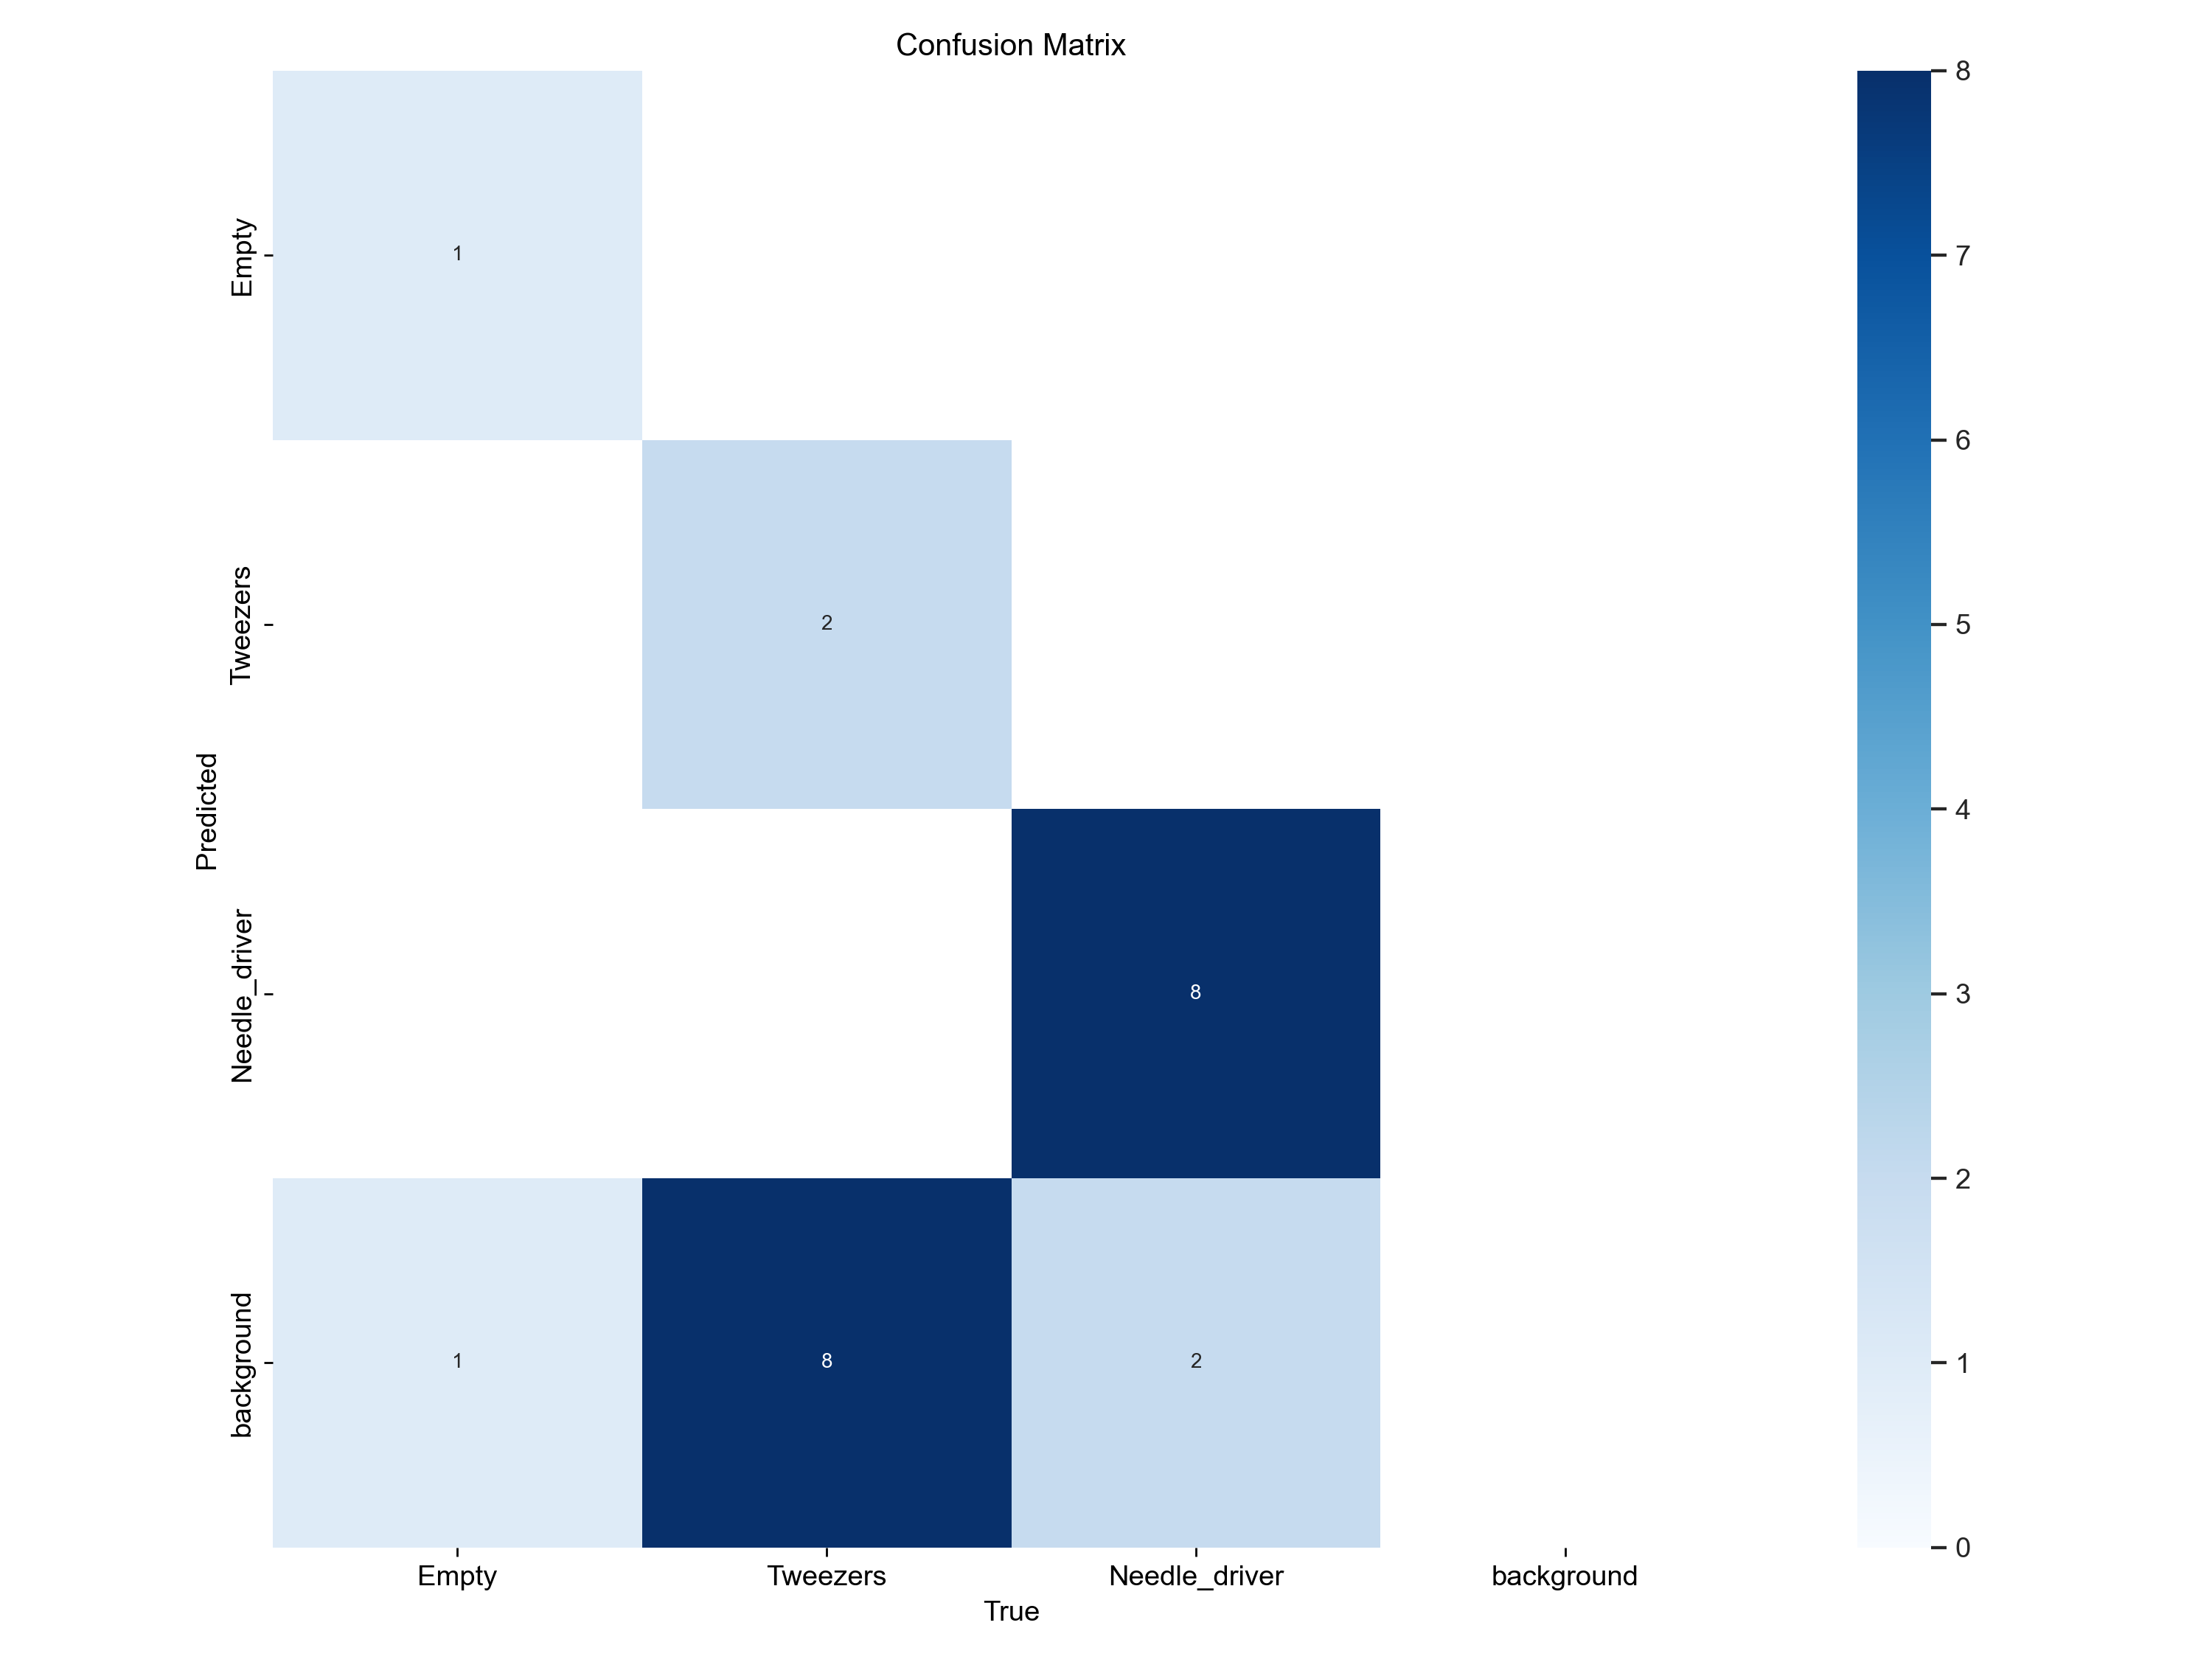 Confusion Matrix
Empty
Tweezers
Needle_driver
background
Predicted
1
2
8
1
8
2
Empty
Tweezers
Needle_driver
background
True
8
7
6
5
4
3
2
1
0